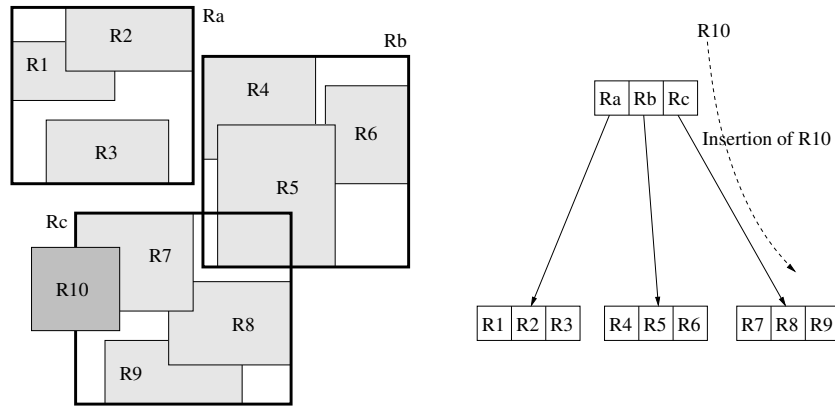 Ra
R2
R1
R3
Rb
R4
R6
R5
Rc
R7
R10
R8
R9
R10
Ra Rb Rc
Insertion of R10
R1 R2 R3 R4 R5 R6 R7 R8 R9